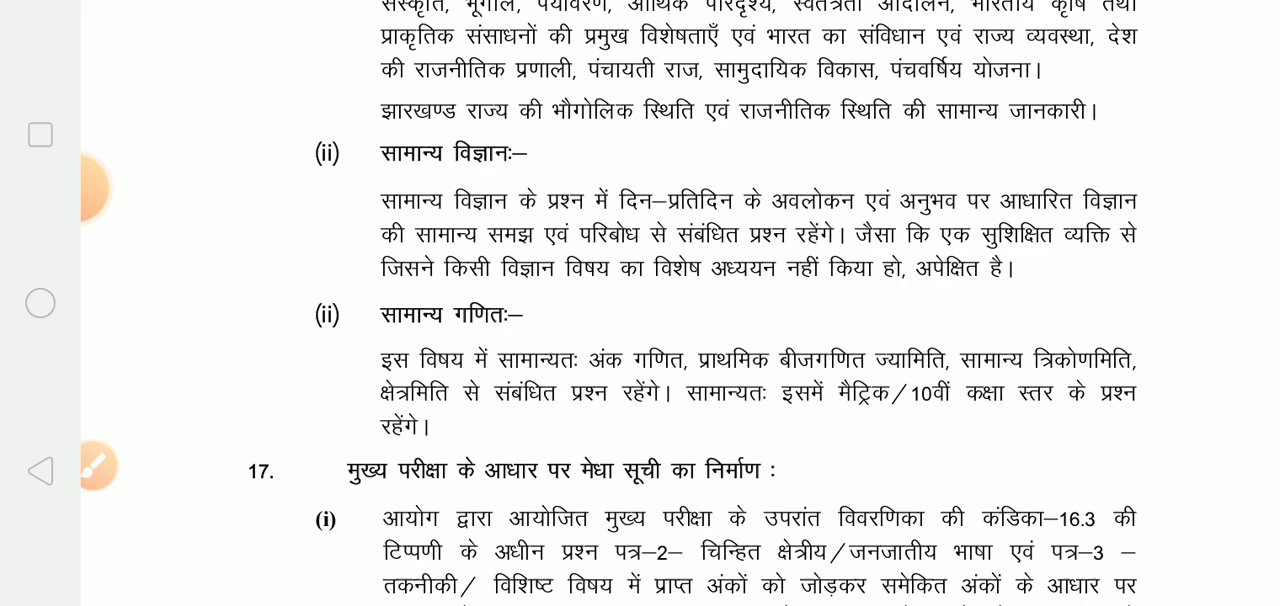 संस्कृति, भूगोल, पर्यावरण, आर्थिक परिदृश्य, स्वतंत्रता आंदोलन, भारतीय कृषि तथा
प्राकृतिक संसाधनों की प्रमुख विशेषताएँ एवं भारत का संविधान एवं राज्य व्यवस्था, देश
की राजनीतिक प्रणाली, पंचायती राज, सामुदायिक विकास, पंचवर्षिय योजना।
झारखण्ड राज्य की भौगोलिक स्थिति एवं राजनीतिक स्थिति की सामान्य जानकारी।
(ii) सामान्य विज्ञानः–
सामान्य विज्ञान के प्रश्न में दिन–प्रतिदिन के अवलोकन एवं अनुभव पर आधारित विज्ञान
की सामान्य समझ एवं परिबोध से संबंधित प्रश्न रहेंगे। जैसा कि एक सुशिक्षित व्यक्ति से
जिसने किसी विज्ञान विषय का विशेष अध्ययन नहीं किया हो, अपेक्षित है।
(ii) सामान्य गणितः–
इस विषय में सामान्यतः अंक गणित, प्राथमिक बीजगणित ज्यामिति, सामान्य त्रिकोणमिति,
क्षेत्रमिति से संबंधित प्रश्न रहेंगे। सामान्यतः इसमें मैट्रिक/10वीं कक्षा स्तर के प्रश्न
रहेंगे।
17. मुख्य परीक्षा के आधार पर मेधा सूची का निर्माण :
(i) आयोग द्वारा आयोजित मुख्य परीक्षा के उपरांत विवरणिका की कंडिका–16.3 की
टिप्पणी के अधीन प्रश्न पत्र–2– चिन्हित क्षेत्रीय/जनजातीय भाषा एवं पत्र–3 –
तकनीकी/ विशिष्ट विषय में प्राप्त अंकों को जोड़कर समेकित अंकों के आधार पर